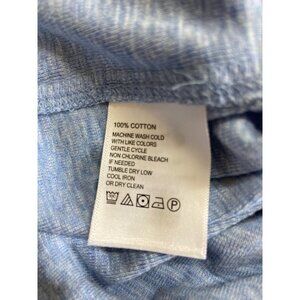 100% COTTON
MACHINE WASH COLD
WITH LIKE COLORS
GENTLE CYCLE
NON CHLORINE BLEACH
IF NEEDED
TUMBLE DRY LOW
COOL IRON
OR DRY CLEAN
P